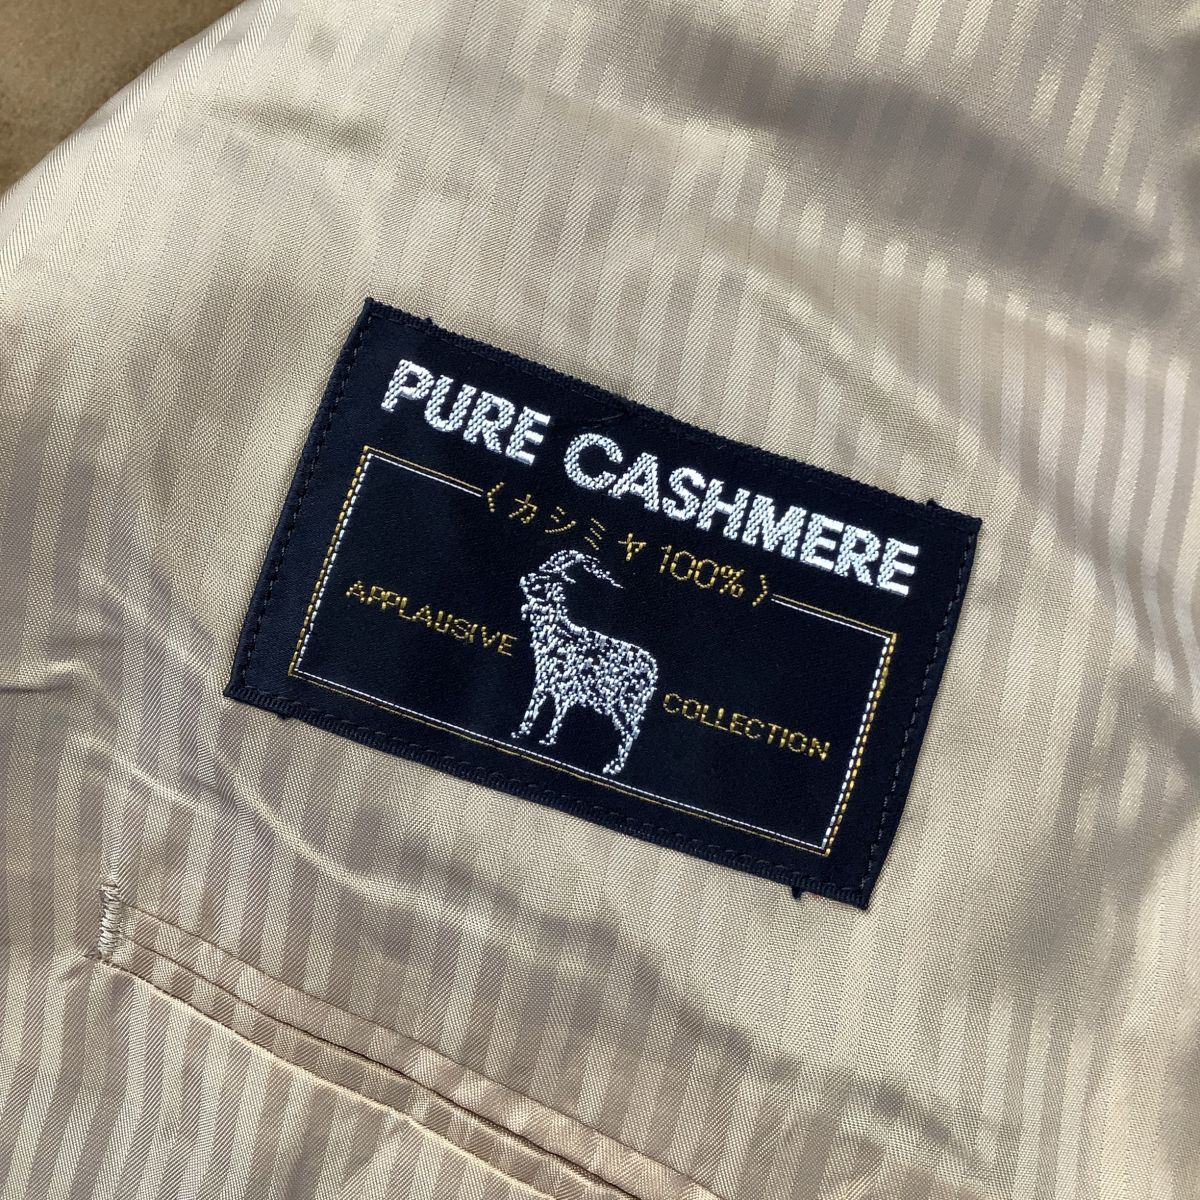 PURE CASHMERE
〈カシミヤ100%〉
APPLAUSIVE COLLECTION